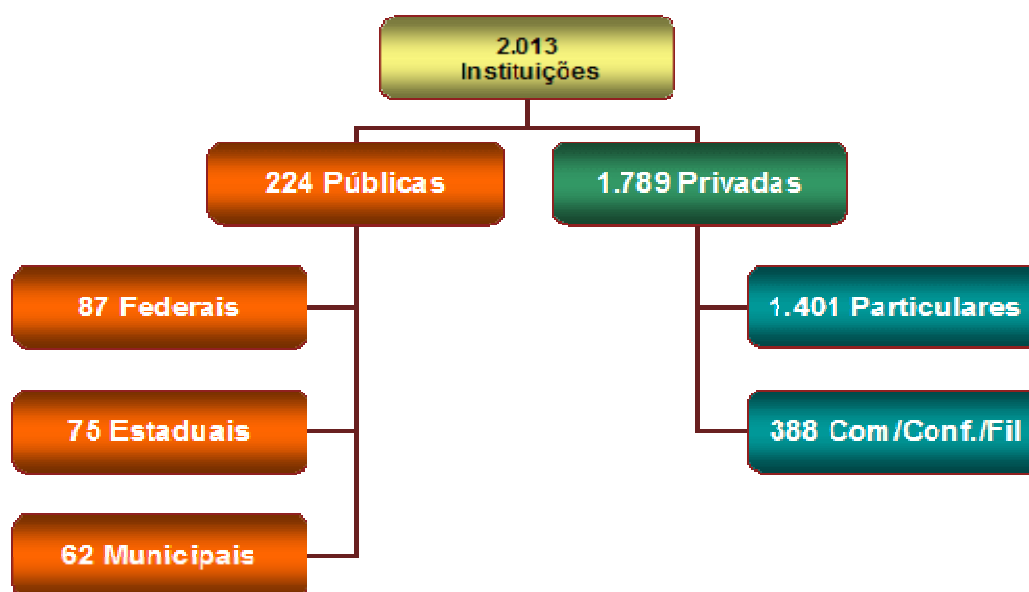 2.013
Instituições
224 Públicas
1.789 Privadas
87 Federais
1.401 Particulares
75 Estaduais
388 Com/Conf./Fil
62 Municipais